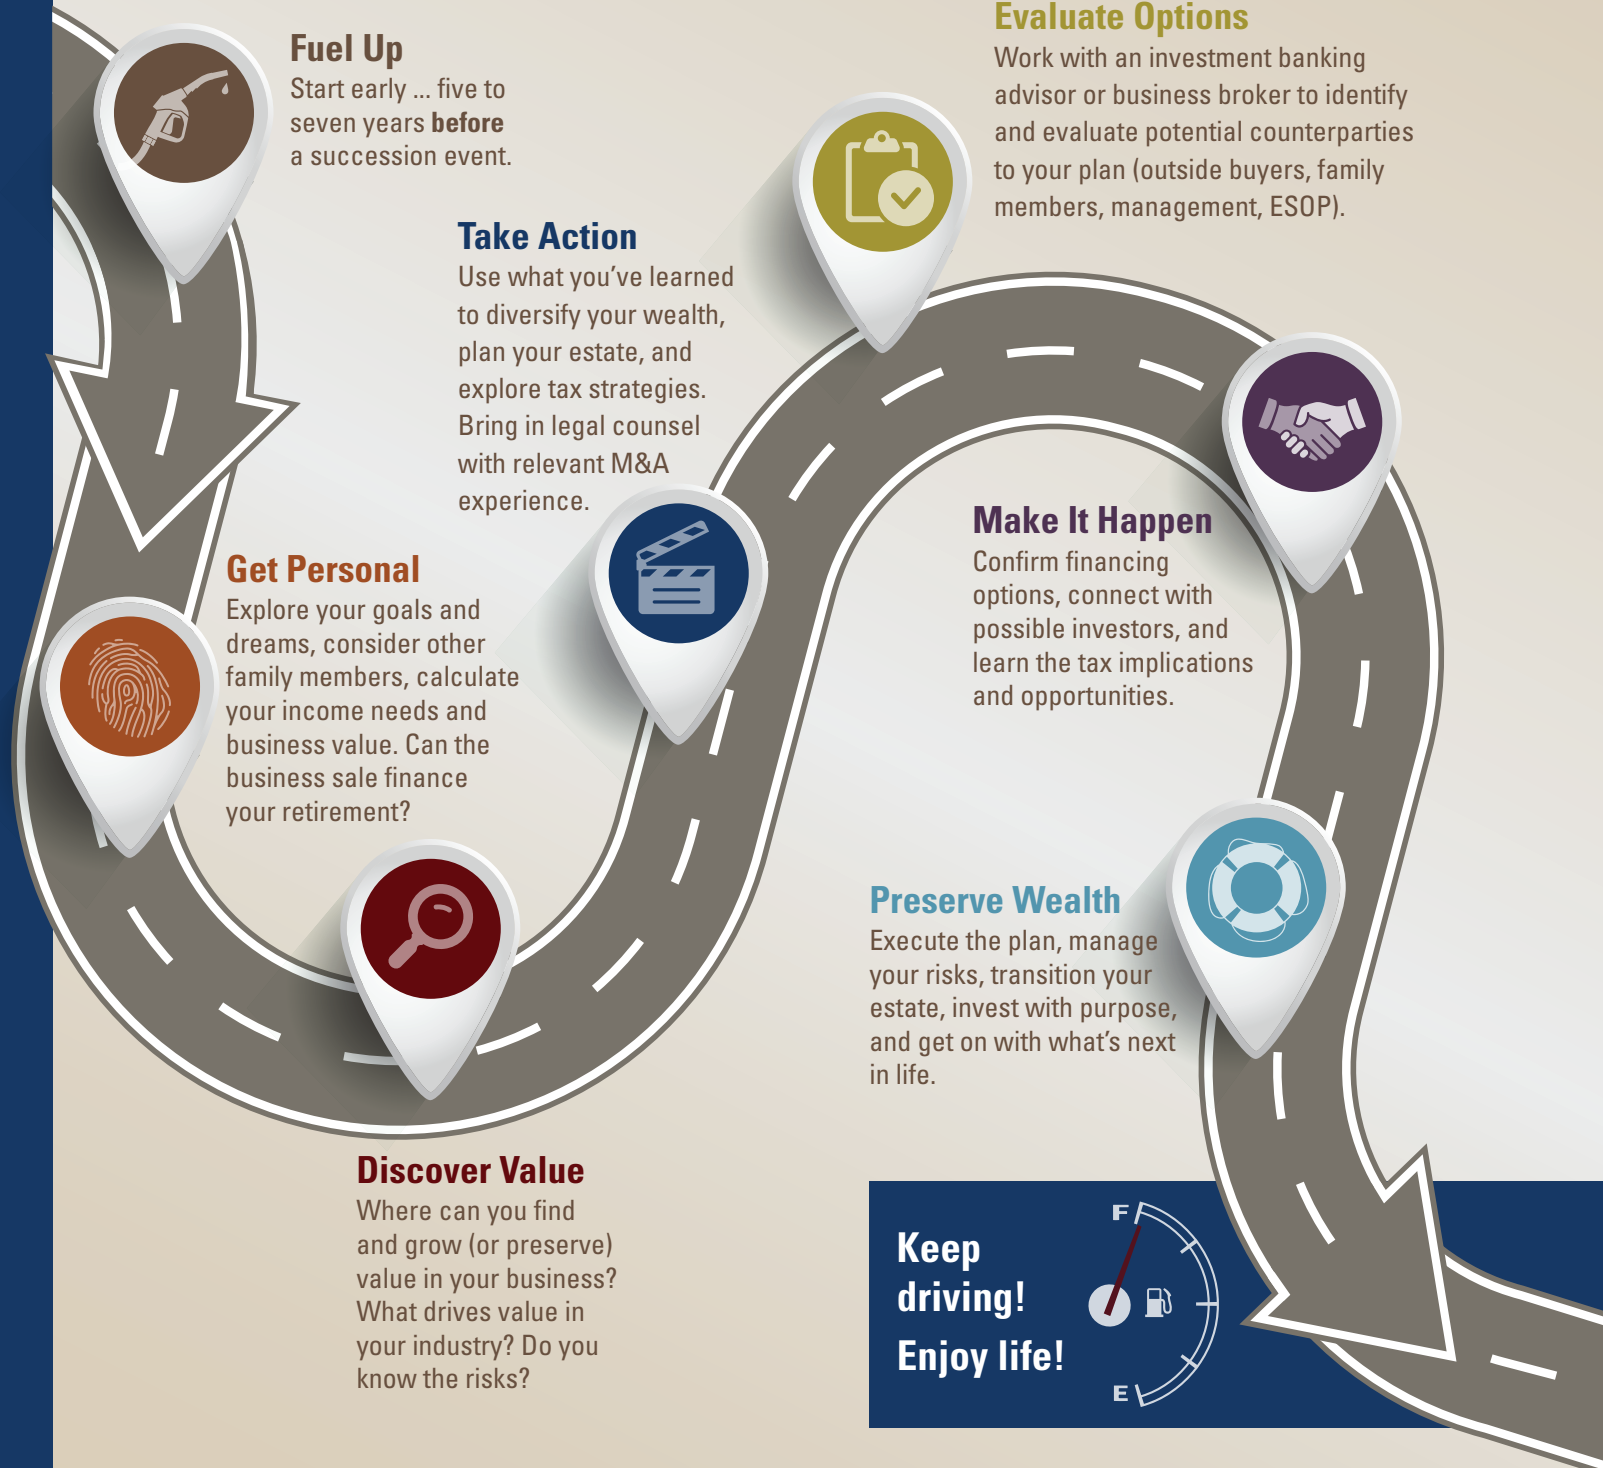 Fuel Up
Start early ... five to
seven years before
a succession event.
Get Personal
Explore your goals and
dreams, consider other
family members, calculate
your income needs and
business value. Can the
business sale finance
your retirement?
Discover Value
Where can you find
and grow (or preserve)
value in your business?
What drives value in
your industry? Do you
know the risks?
Take Action
Use what you’ve learned
to diversify your wealth,
plan your estate, and
explore tax strategies.
Bring in legal counsel
with relevant M&A
experience.
Evaluate Options
Work with an investment banking
advisor or business broker to identify
and evaluate potential counterparties
to your plan (outside buyers, family
members, management, ESOP).
Make It Happen
Confirm financing
options, connect with
possible investors, and
learn the tax implications
and opportunities.
Preserve Wealth
Execute the plan, manage
your risks, transition your
estate, invest with purpose,
and get on with what’s next
in life.
Keep
driving!
Enjoy life!
F
E